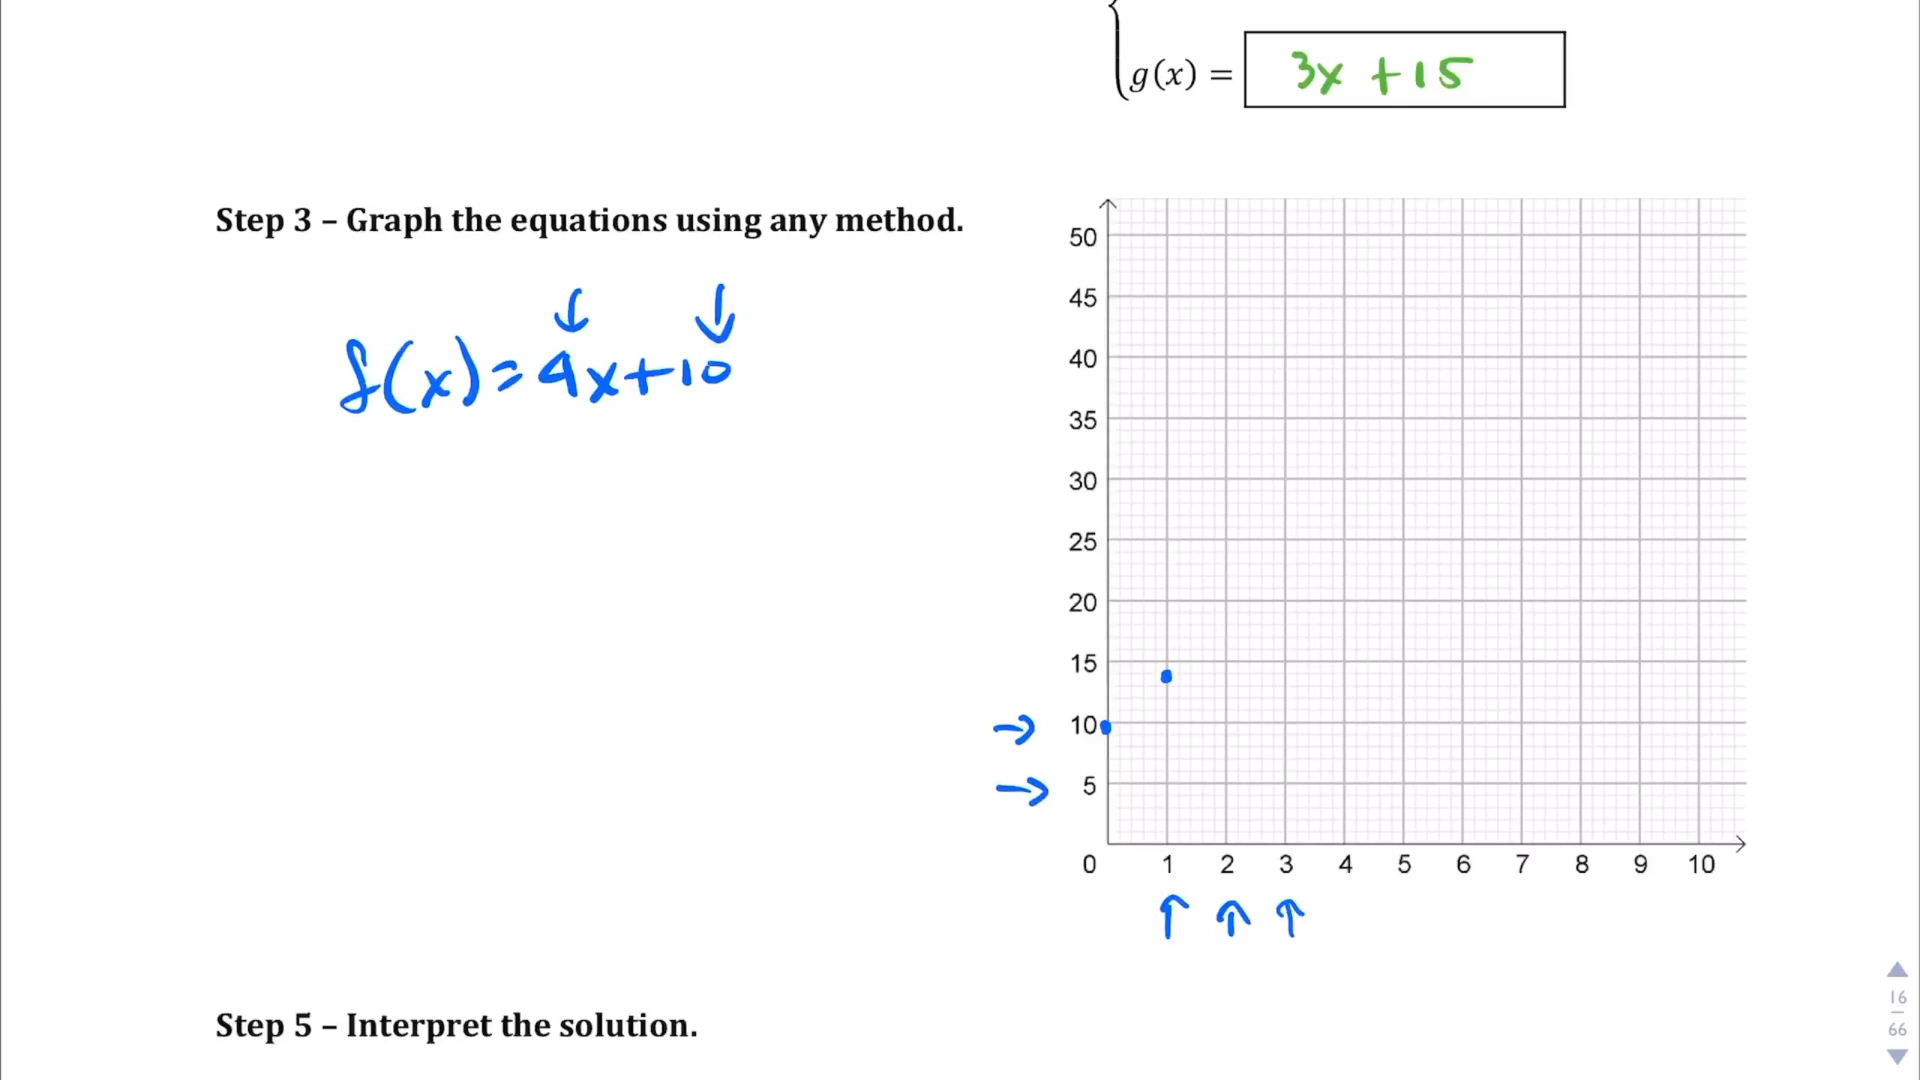 g(x) = 3x + 15
Step 3 – Graph the equations using any method.
f(x) = 4x + 10
50
45
40
35
30
25
20
15
10
5
0 1 2 3 4 5 6 7 8 9 10
Step 5 – Interpret the solution.
16
66